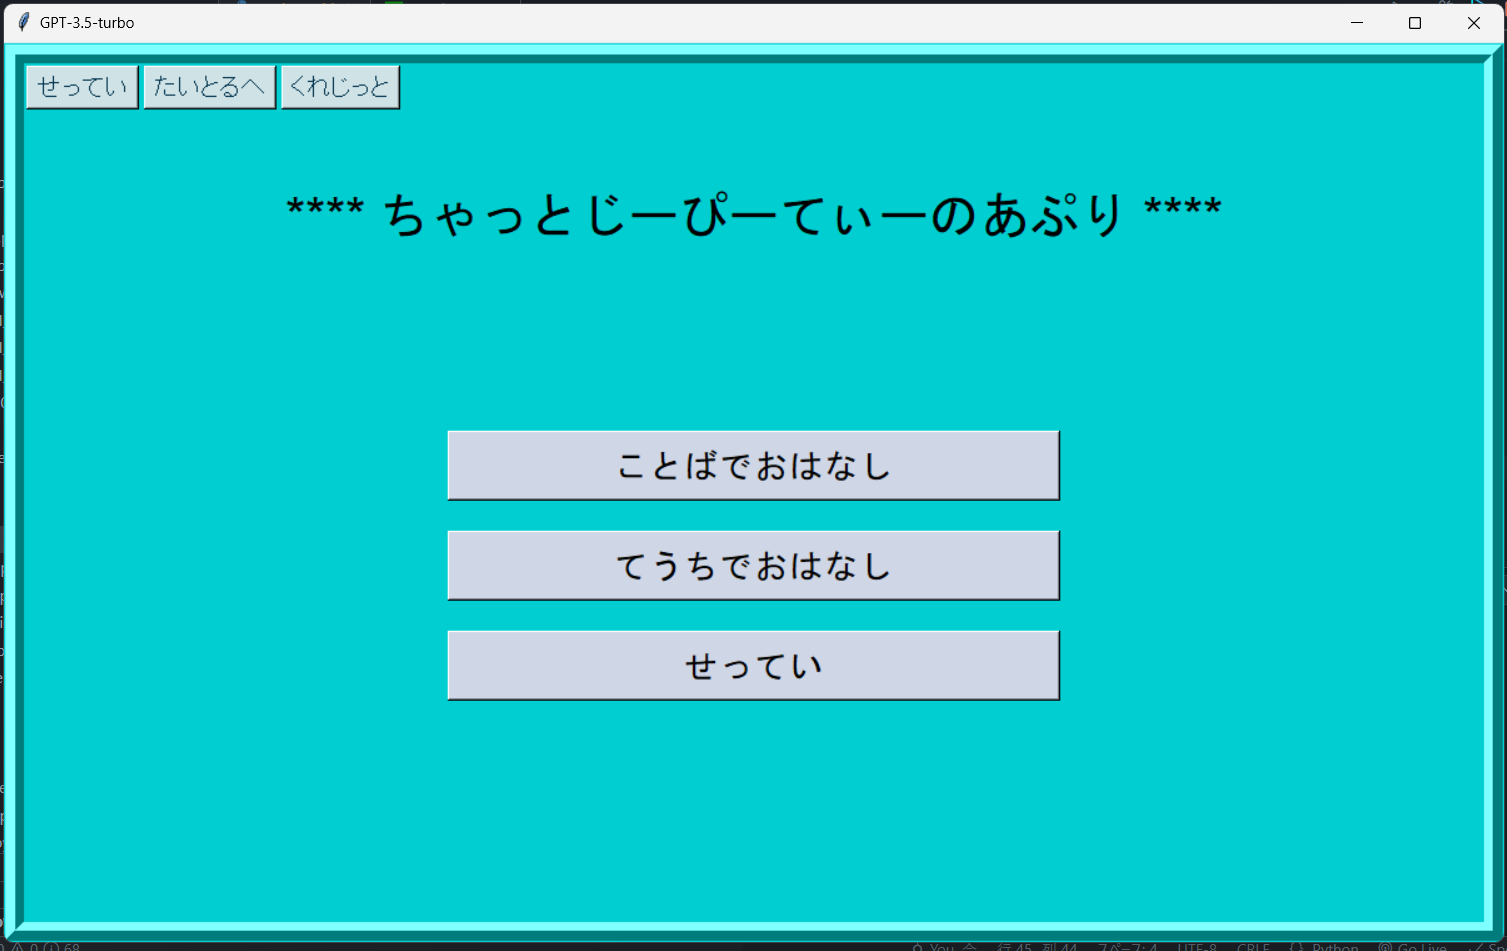 GPT-3.5-turbo
せってい たいとるへ くれじっと
**** ちゃっとじーぴーてぃーのあぷり ****
ことばでおはなし
てうちでおはなし
せってい